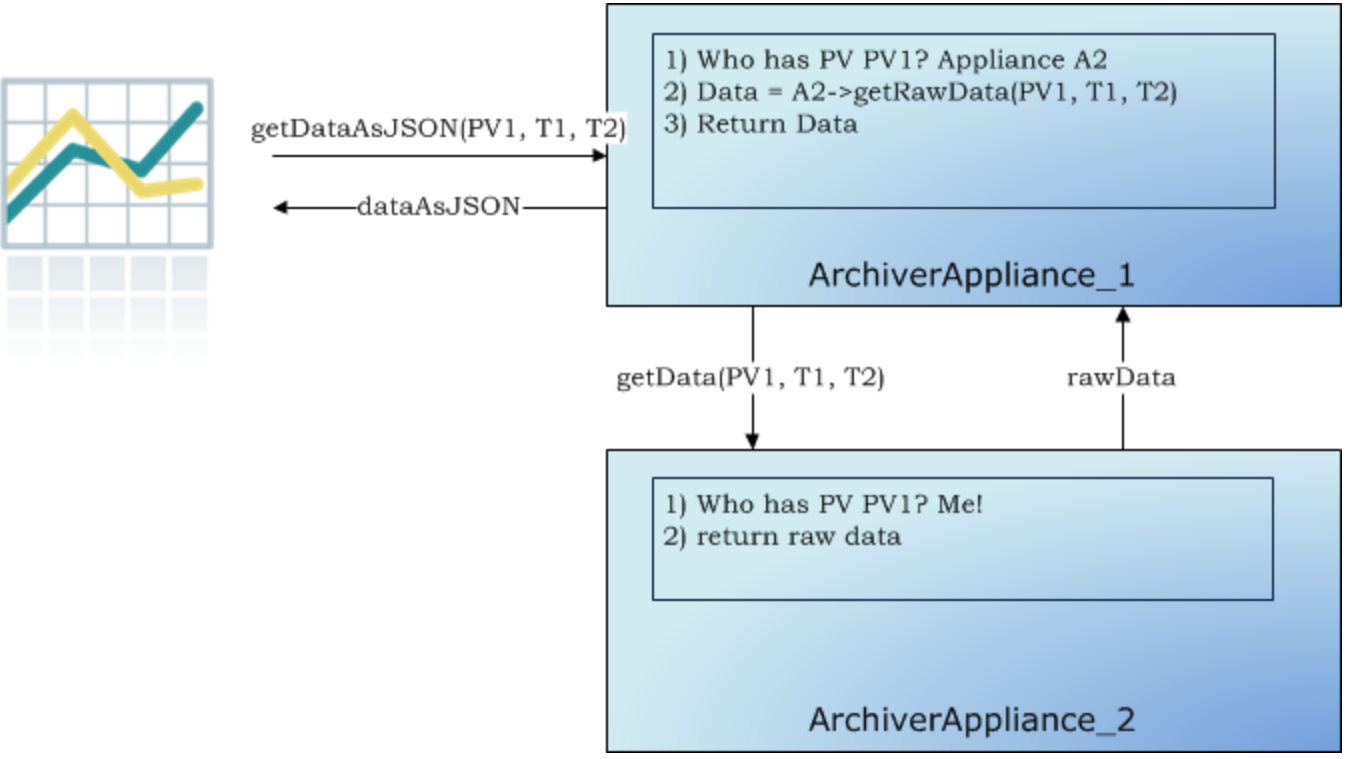 getDataAsJSON(PV1, T1, T2)
dataAsJSON
1) Who has PV PV1? Appliance A2
2) Data = A2->getRawData(PV1, T1, T2)
3) Return Data
ArchiverAppliance_1
getData(PV1, T1, T2)
rawData
1) Who has PV PV1? Me!
2) return raw data
ArchiverAppliance_2